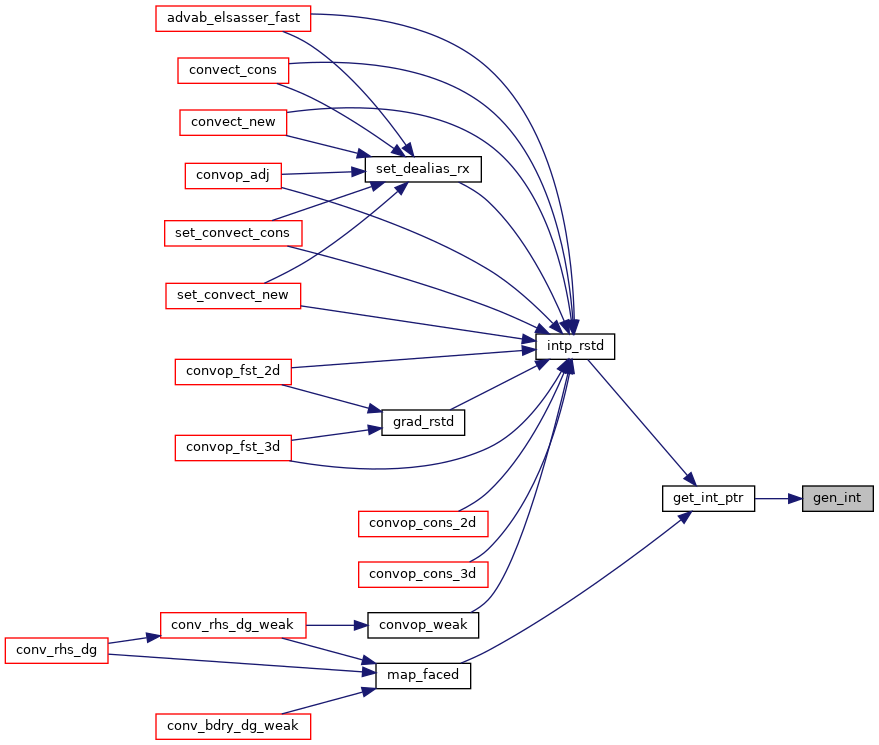 advab_elsasser_fast
convect_cons
convect_new
set_dealias_rx
convop_adj
set_convect_cons
set_convect_new
intp_rstd
convop_fst_2d
grad_rstd
convop_fst_3d
get_int_ptr
gen_int
convop_cons_2d
convop_cons_3d
conv_rhs_dg_weak
convop_weak
conv_rhs_dg
map_faced
conv_bdry_dg_weak